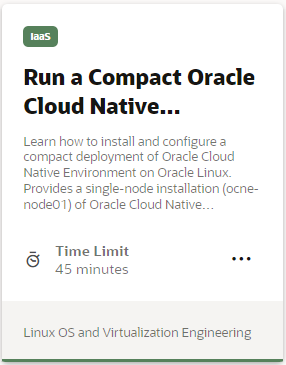 IaaS
Run a Compact Oracle
Cloud Native...
Learn how to install and configure a
compact deployment of Oracle Cloud
Native Environment on Oracle Linux.
Provides a single-node installation (ocne-
node01) of Oracle Cloud Native...
Time Limit
45 minutes
Linux OS and Virtualization Engineering